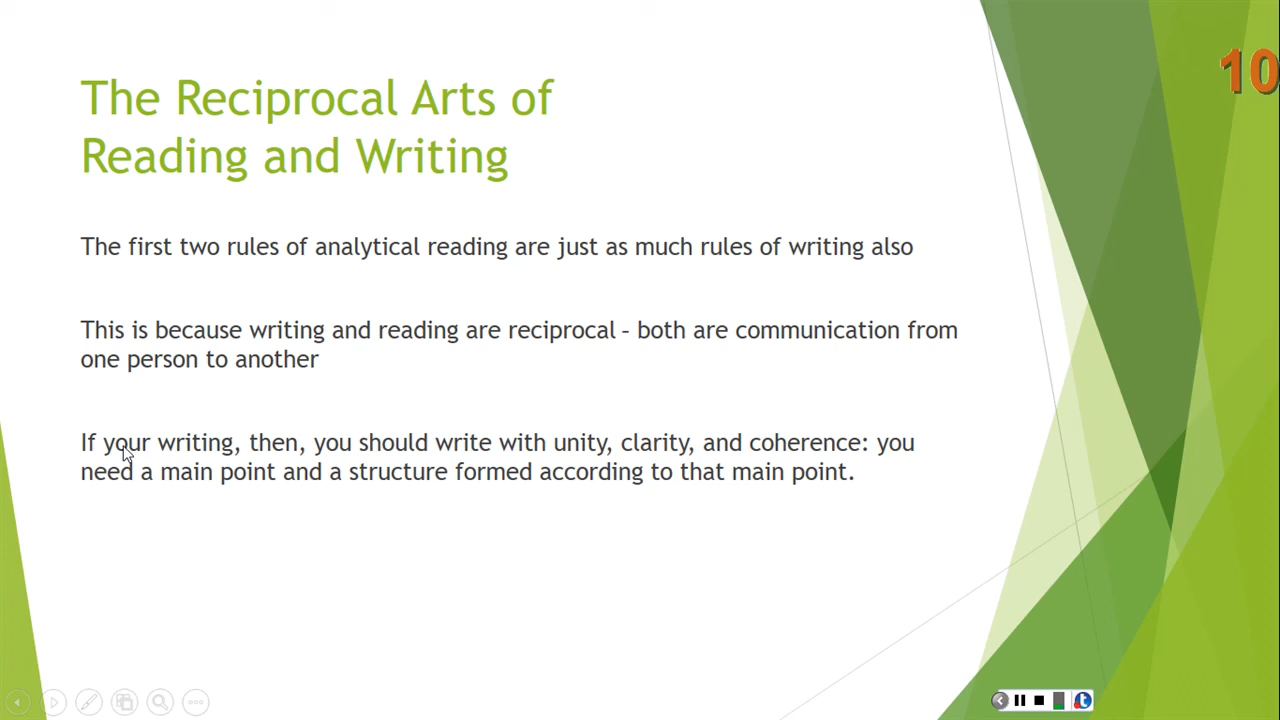 The Reciprocal Arts of
Reading and Writing
10
The first two rules of analytical reading are just as much rules of writing also
This is because writing and reading are reciprocal – both are communication from
one person to another
If your writing, then, you should write with unity, clarity, and coherence: you
need a main point and a structure formed according to that main point.
t